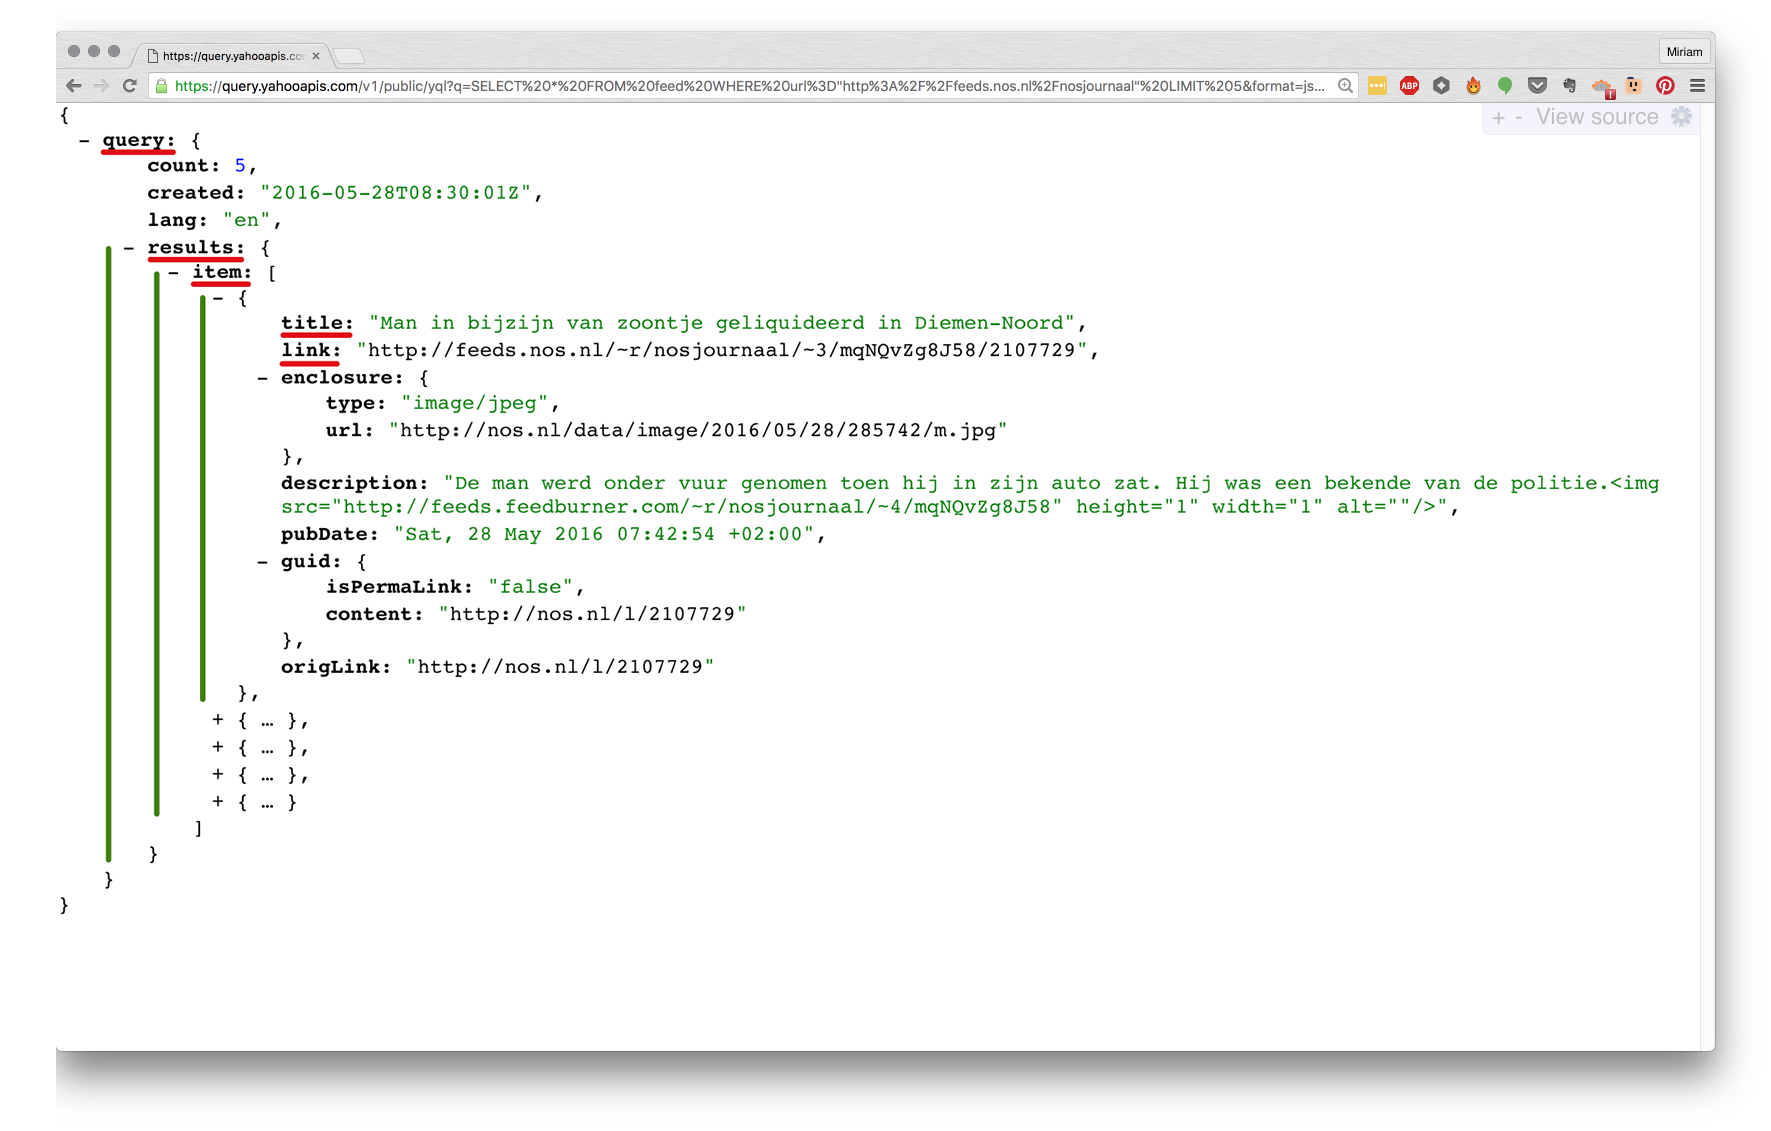 https://query.yahooapis.co
Miriam
https://query.yahooapis.com/v1/public/yql?q=SELECT%20*%20FROM%20feed%20WHERE%20url%3D"http%3A%2F%2Ffeeds.nos.nl%2Fnosjournaal"%20LIMIT%205&format=js...
ABP
{
+ - View source
- query: {
count: 5,
created: "2016-05-28T08:30:01Z",
lang: "en",
- results: {
- item: [
- {
title: "Man in bijzijn van zoontje geliquideerd in Diemen-Noord",
link: "http://feeds.nos.nl/~r/nosjournaal/~3/mqNQvZg8J58/2107729",
- enclosure: {
type: "image/jpeg",
url: "http://nos.nl/data/image/2016/05/28/285742/m.jpg"
},
description: "De man werd onder vuur genomen toen hij in zijn auto zat. Hij was een bekende van de politie.<img
src="http://feeds.feedburner.com/~r/nosjournaal/~4/mqNQvZg8J58" height="1" width="1" alt=""/>",
pubDate: "Sat, 28 May 2016 07:42:54 +02:00",
- guid: {
isPermaLink: "false",
content: "http://nos.nl/l/2107729"
},
origLink: "http://nos.nl/l/2107729"
},
+ { … },
+ { … },
+ { … },
+ { … }
]
}
}
}